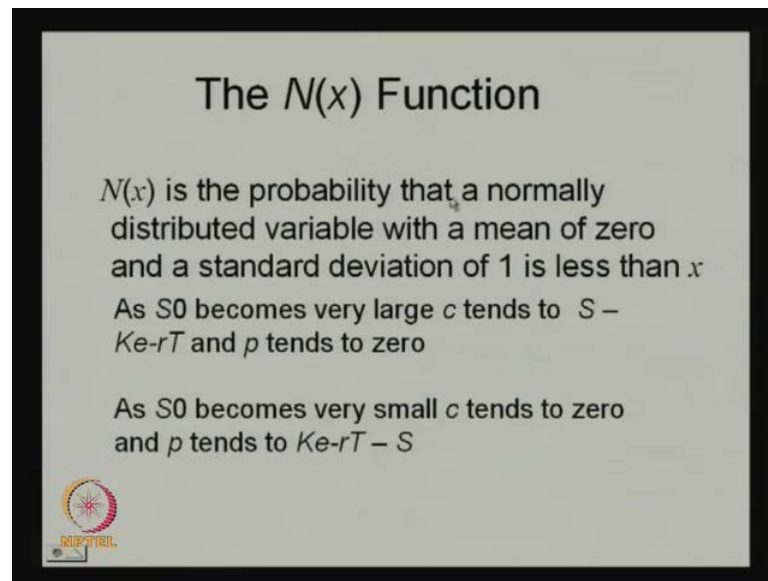 The N(x) Function
N(x) is the probability that a normally
distributed variable with a mean of zero
and a standard deviation of 1 is less than x
As S0 becomes very large c tends to S –
Ke-rT and p tends to zero
As S0 becomes very small c tends to zero
and p tends to Ke-rT – S
NPTEL